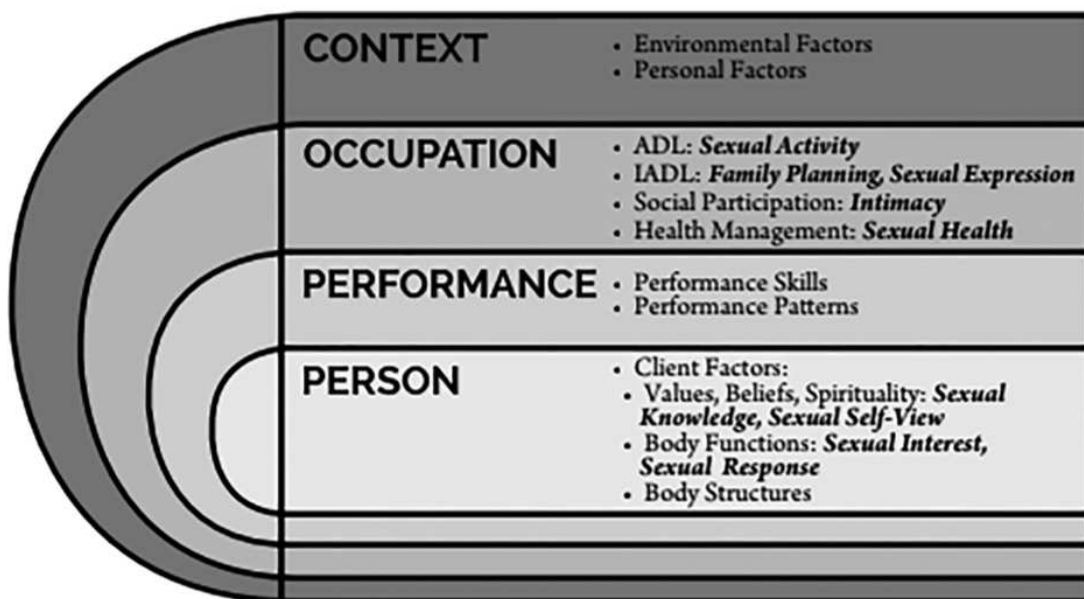 CONTEXT
• Environmental Factors
• Personal Factors
OCCUPATION
• ADL: Sexual Activity
• IADL: Family Planning, Sexual Expression
• Social Participation: Intimacy
• Health Management: Sexual Health
PERFORMANCE
• Performance Skills
• Performance Patterns
PERSON
• Client Factors:
• Values, Beliefs, Spirituality: Sexual
Knowledge, Sexual Self-View
• Body Functions: Sexual Interest,
Sexual Response
• Body Structures